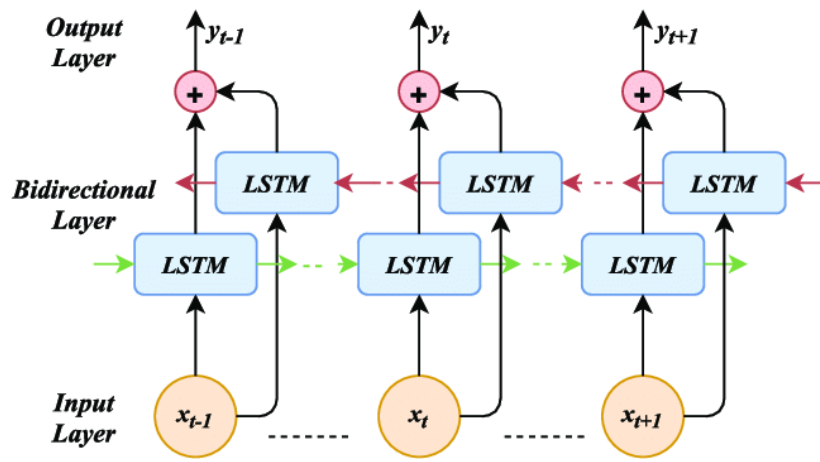 Output
Layer
y_{t-1}
y_t
y_{t+1}
+
+
+
Bidirectional
Layer
LSTM
LSTM
LSTM
LSTM
LSTM
LSTM
Input
Layer
x_{t-1}
x_t
x_{t+1}